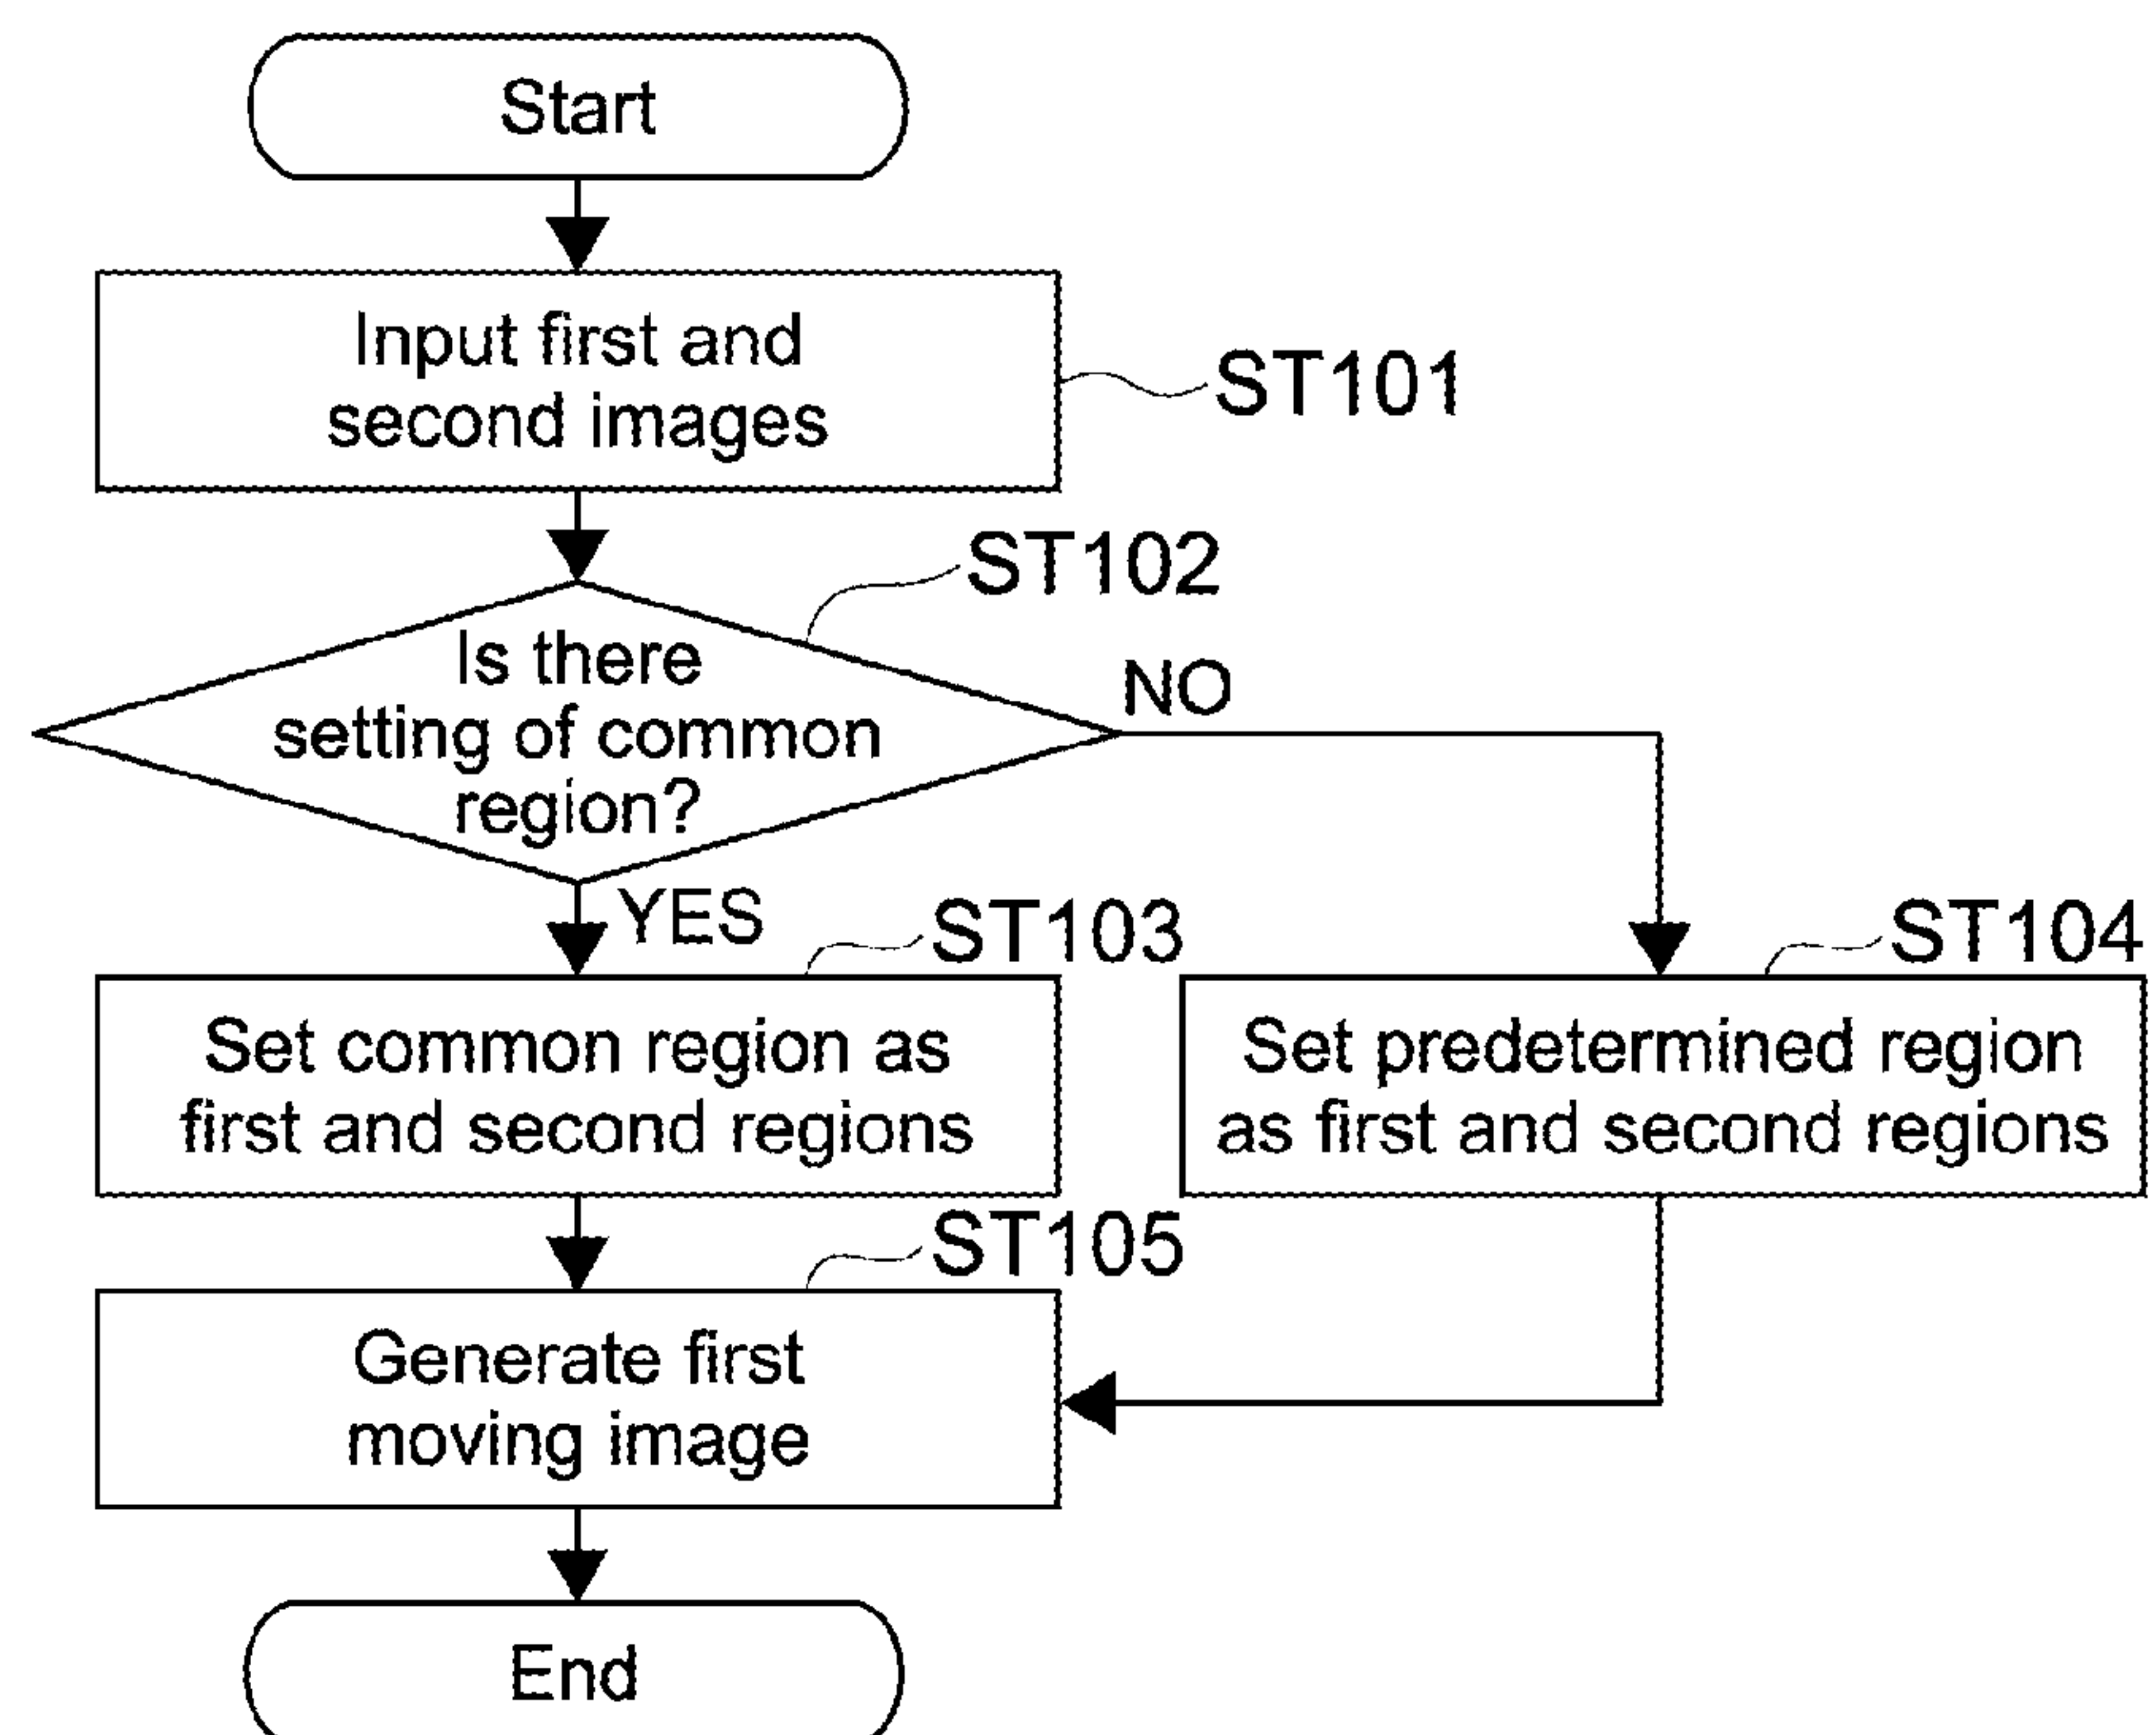 Start
Input first and
second images
ST101
ST102
Is there
setting of common
region?
NO
YES
ST103
Set common region as
first and second regions
ST104
Set predetermined region
as first and second regions
ST105
Generate first
moving image
End